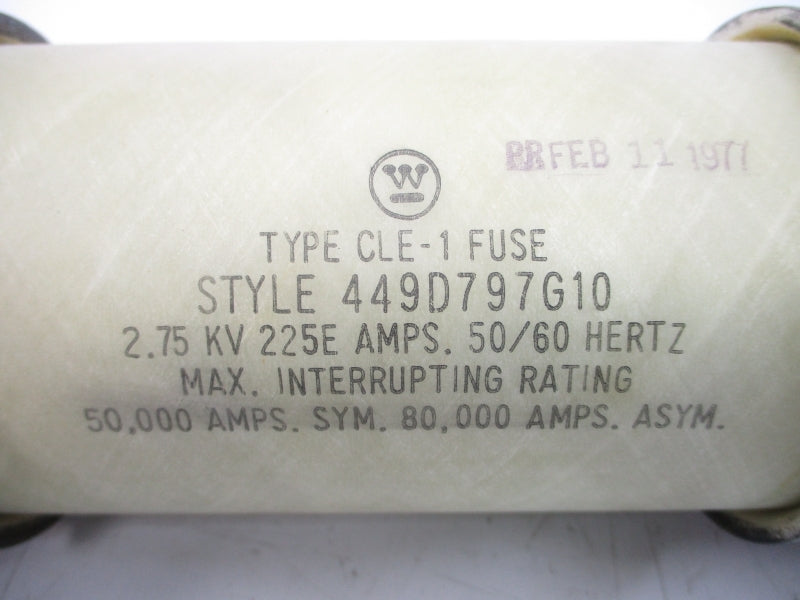 RRFEB 11 1977
W
TYPE CLE-1 FUSE
STYLE 449D797G10
2.75 KV 225E AMPS. 50/60 HERTZ
MAX. INTERRUPTING RATING
50,000 AMPS. SYM. 80,000 AMPS. ASYM.